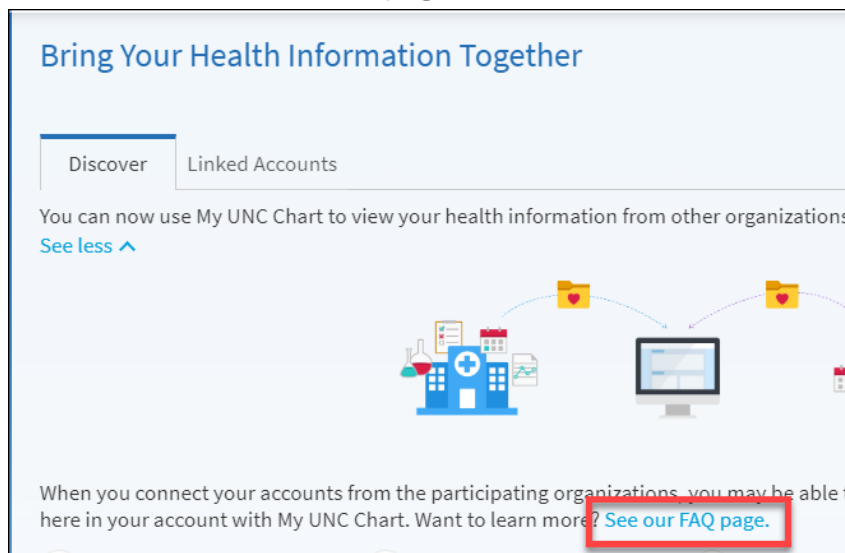 Bring Your Health Information Together
Discover Linked Accounts
You can now use My UNC Chart to view your health information from other organizations
See less
When you connect your accounts from the participating organizations, you may be able
here in your account with My UNC Chart. Want to learn more? See our FAQ page.